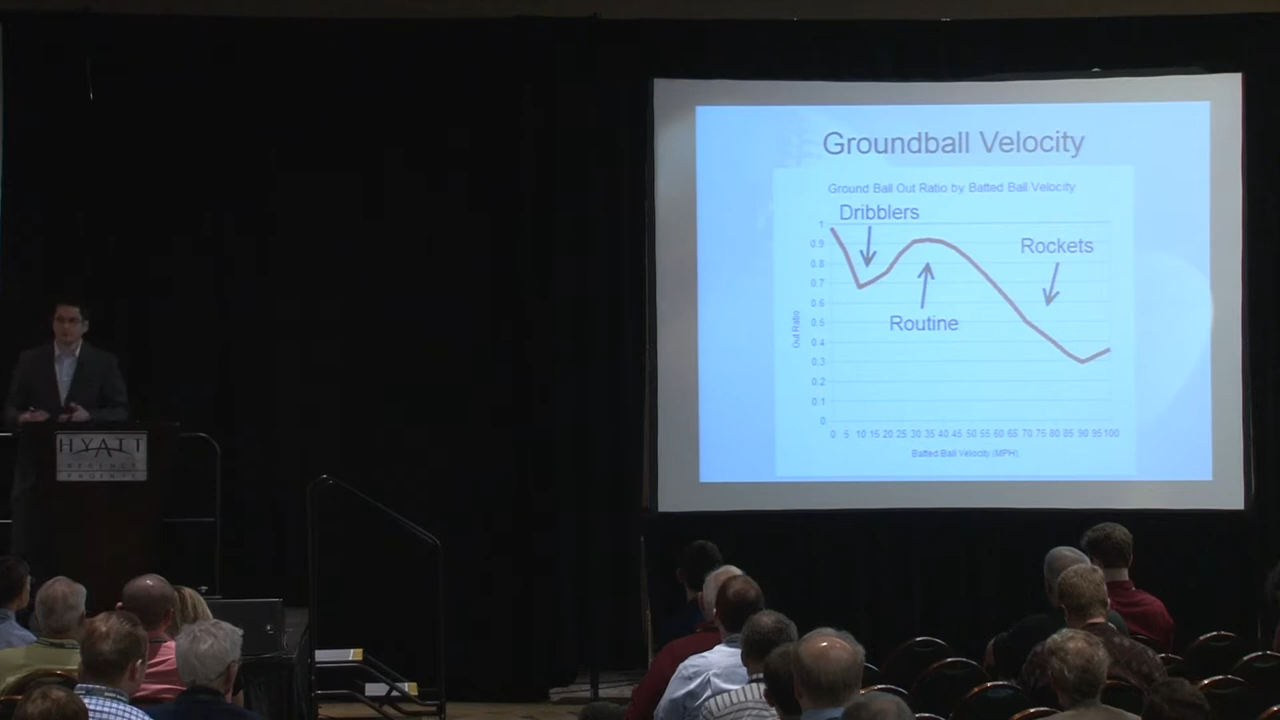 Groundball Velocity
Ground Ball Out Ratio by Batted Ball Velocity
Dribblers
Rockets
Routine
Out Ratio
1
0.9
0.8
0.7
0.6
0.5
0.4
0.3
0.2
0.1
0
0 5 10 15 20 25 30 35 40 45 50 55 60 65 70 75 80 85 90 95 100
Batted Ball Velocity (MPH)
HYATT
REGENCY
PHOENIX